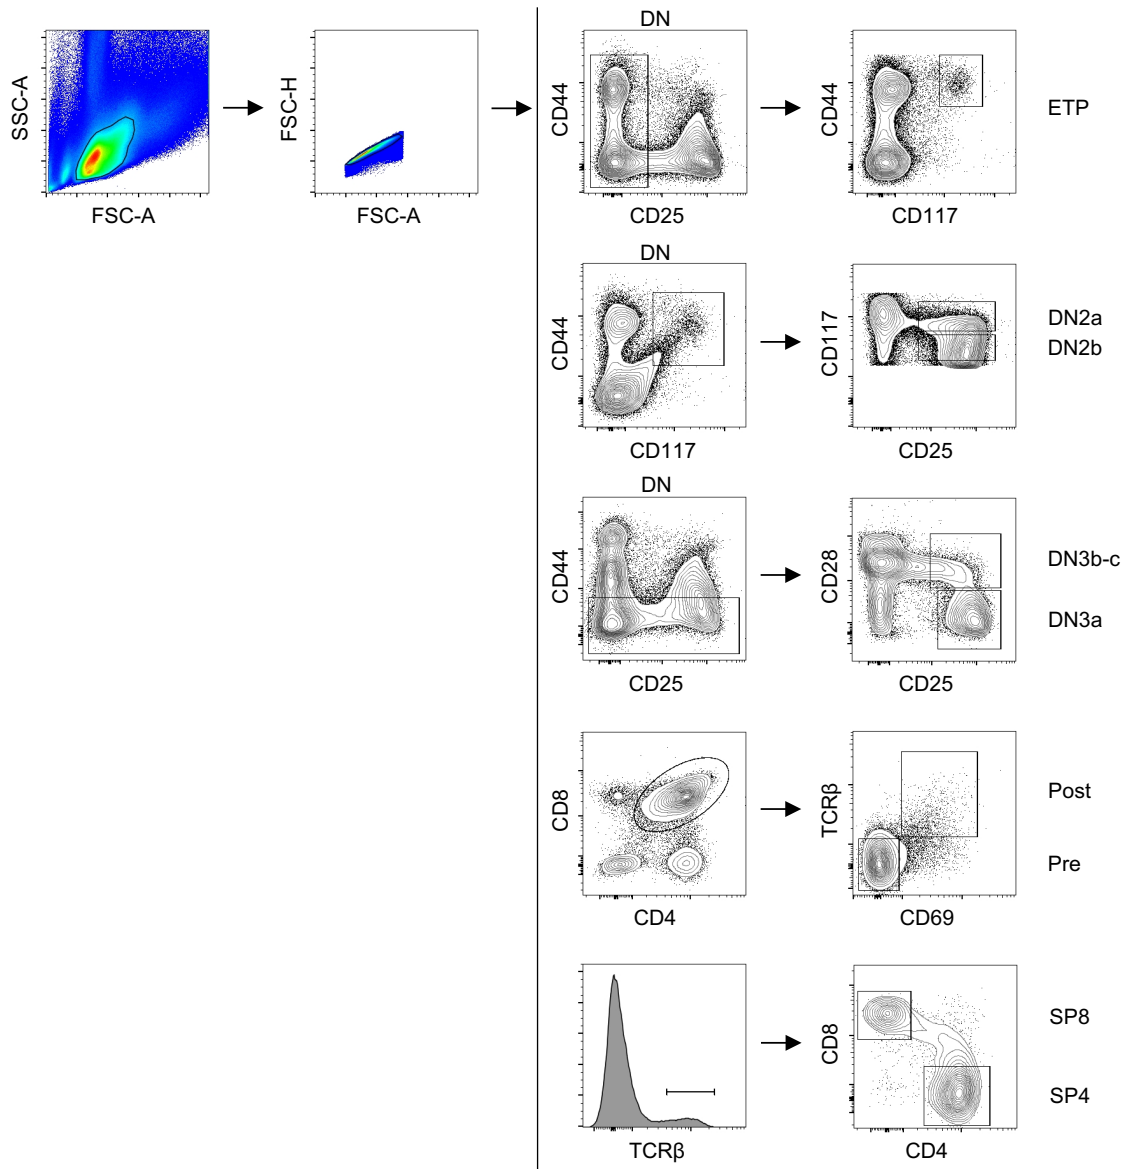 DN
SSC-A
FSC-A
FSC-H
FSC-A
CD44
CD25
CD44
CD117
ETP
DN
CD44
CD117
CD117
CD25
DN2a
DN2b
DN
CD44
CD25
CD28
CD25
DN3b-c
DN3a
CD8
CD4
TCRβ
CD69
Post
Pre
TCRβ
CD8
CD4
SP8
SP4